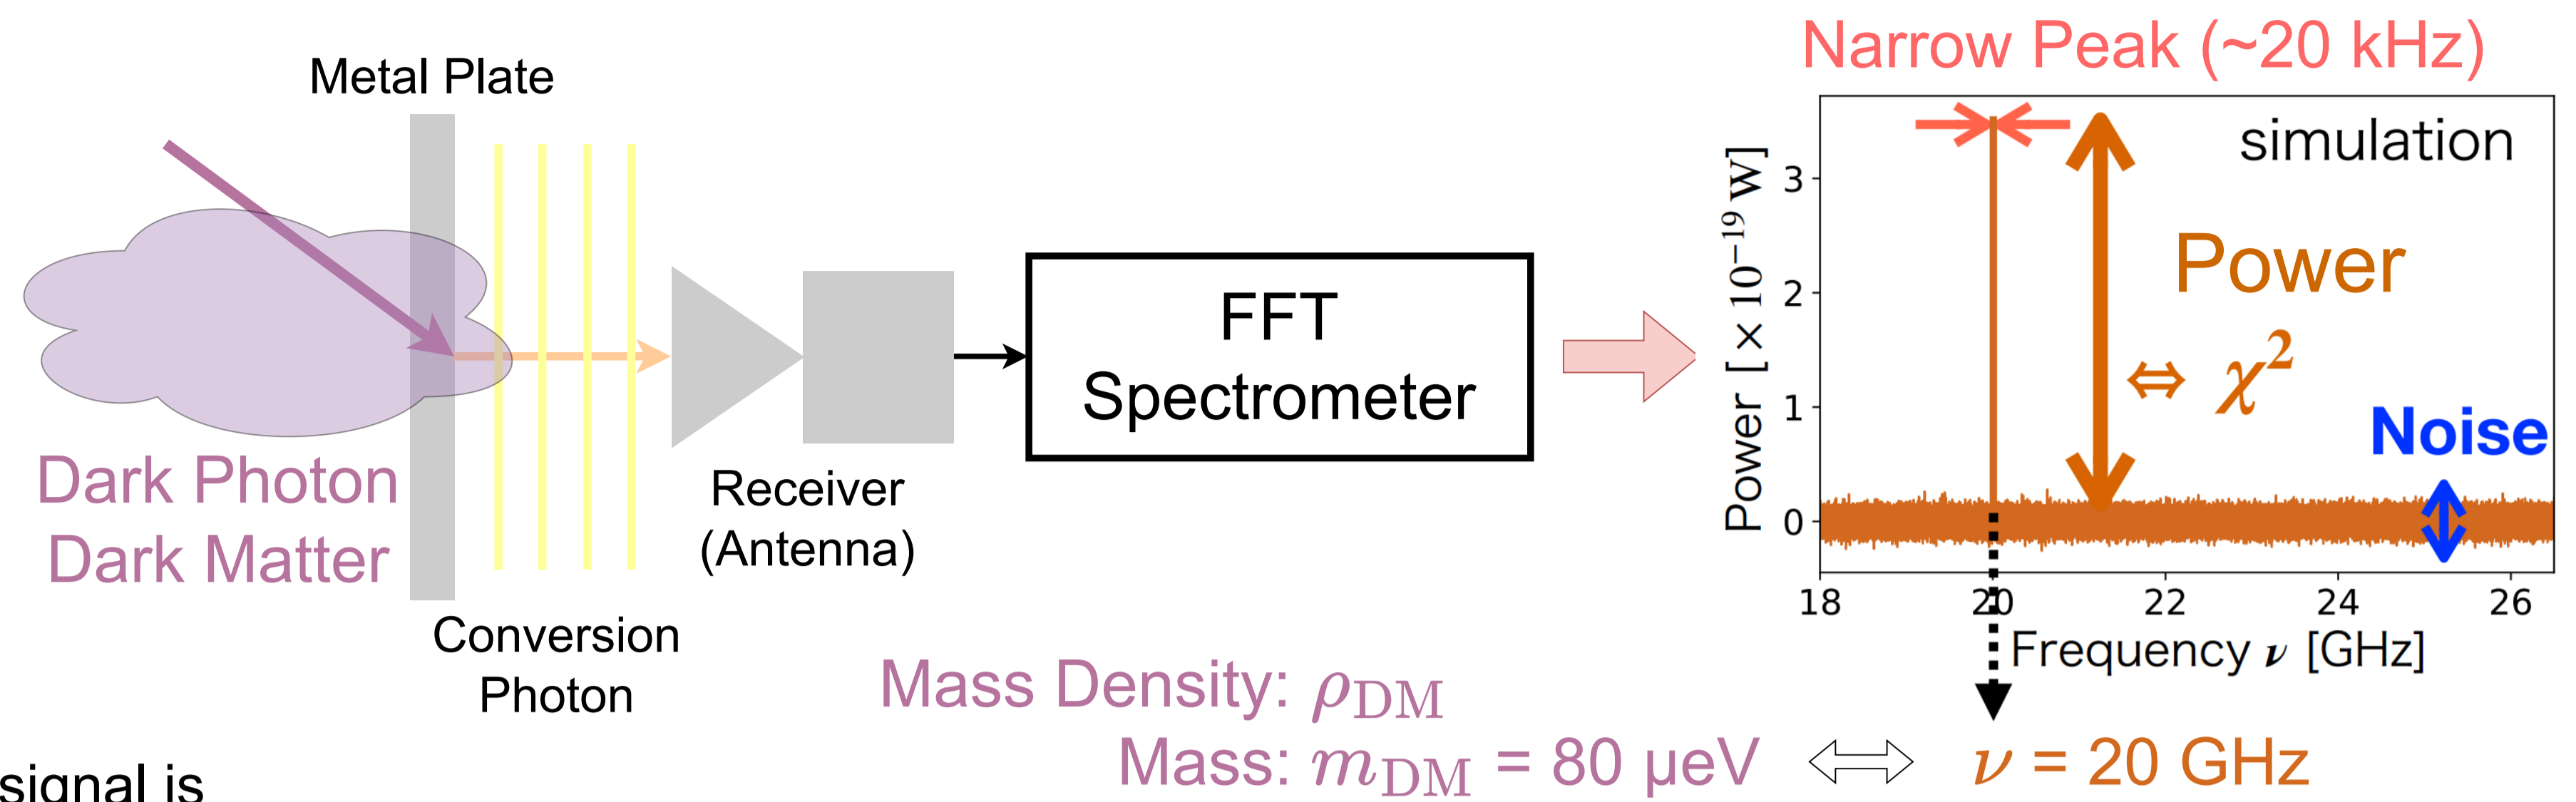 Narrow Peak (~20 kHz)
Metal Plate
simulation
Power [×10⁻¹⁹ W]
3
2
1
0
Power
⇔ χ²
Noise
FFT
Spectrometer
Dark Photon
Dark Matter
Receiver
(Antenna)
18 20 22 24 26
Frequency ν [GHz]
Conversion
Photon
Mass Density: ρDM
Mass: mDM = 80 μeV ⇔ ν = 20 GHz
signal is